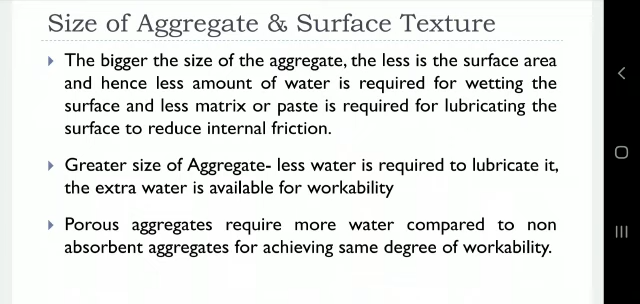 Size of Aggregate & Surface Texture
The bigger the size of the aggregate, the less is the surface area
and hence less amount of water is required for wetting the
surface and less matrix or paste is required for lubricating the
surface to reduce internal friction.
Greater size of Aggregate- less water is required to lubricate it,
the extra water is available for workability
Porous aggregates require more water compared to non
absorbent aggregates for achieving same degree of workability.